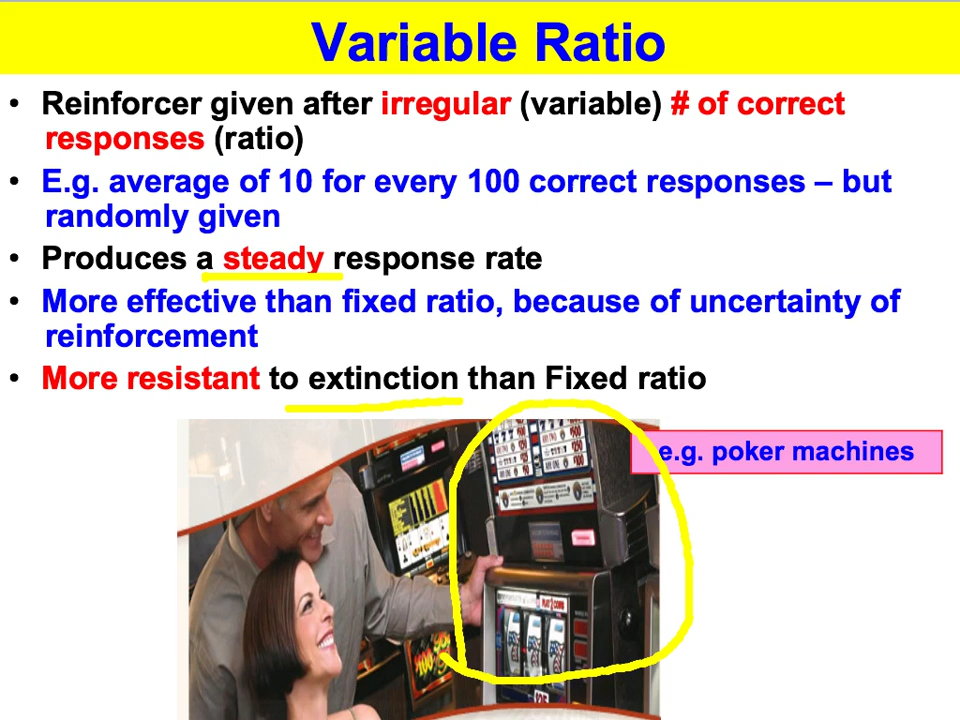 Variable Ratio
• Reinforcer given after irregular (variable) # of correct
responses (ratio)
• E.g. average of 10 for every 100 correct responses – but
randomly given
• Produces a steady response rate
• More effective than fixed ratio, because of uncertainty of
reinforcement
• More resistant to extinction than Fixed ratio
e.g. poker machines